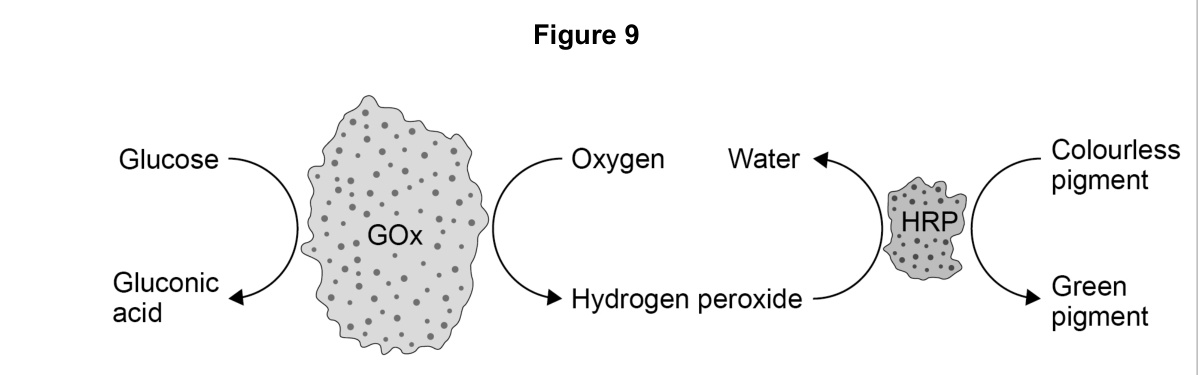 Figure 9
Glucose
Gluconic
acid
GOx
Oxygen
Hydrogen peroxide
Water
HRP
Colourless
pigment
Green
pigment